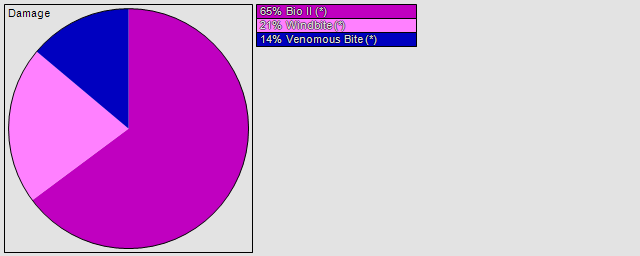 Damage
65% Bio II (*)
21% Windbite (*)
14% Venomous Bite (*)